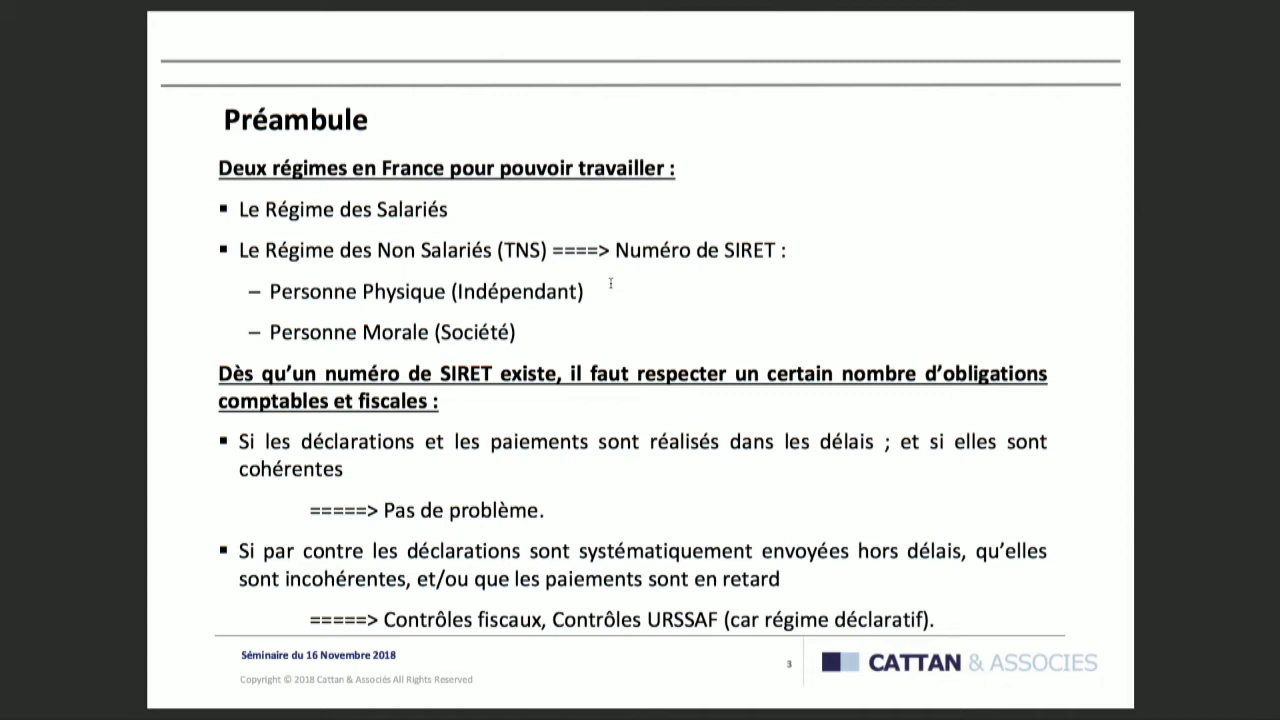 Préambule
Deux régimes en France pour pouvoir travailler :
▪ Le Régime des Salariés
▪ Le Régime des Non Salariés (TNS) ====> Numéro de SIRET :
– Personne Physique (Indépendant)
– Personne Morale (Société)
Dès qu’un numéro de SIRET existe, il faut respecter un certain nombre d’obligations
comptables et fiscales :
▪ Si les déclarations et les paiements sont réalisés dans les délais ; et si elles sont
cohérentes
=====> Pas de problème.
▪ Si par contre les déclarations sont systématiquement envoyées hors délais, qu’elles
sont incohérentes, et/ou que les paiements sont en retard
=====> Contrôles fiscaux, Contrôles URSSAF (car régime déclaratif).
Séminaire du 16 Novembre 2018
Copyright © 2018 Cattan & Associés All Rights Reserved
3
CATTAN & ASSOCIES